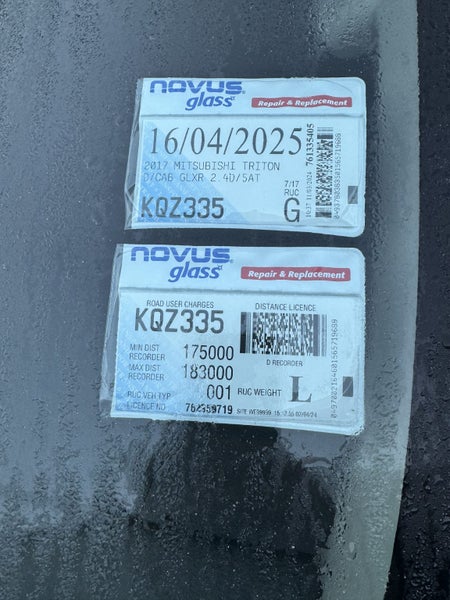 novus
glass
Repair & Replacement
16/04/2025
2017 MITSUBISHI TRITON
D/CAB GLXR 2.4D/5AT
7/17
RUC
KQZ335
G
761335405
novus
glass
Repair & Replacement
ROAD USER CHARGES
DISTANCE LICENCE
KQZ335
MIN DIST
RECORDER
175000
D RECORDER
MAX DIST
RECORDER
183000
RUC VEH TYP
001
RUC WEIGHT
L
LICENCE NO
762359719